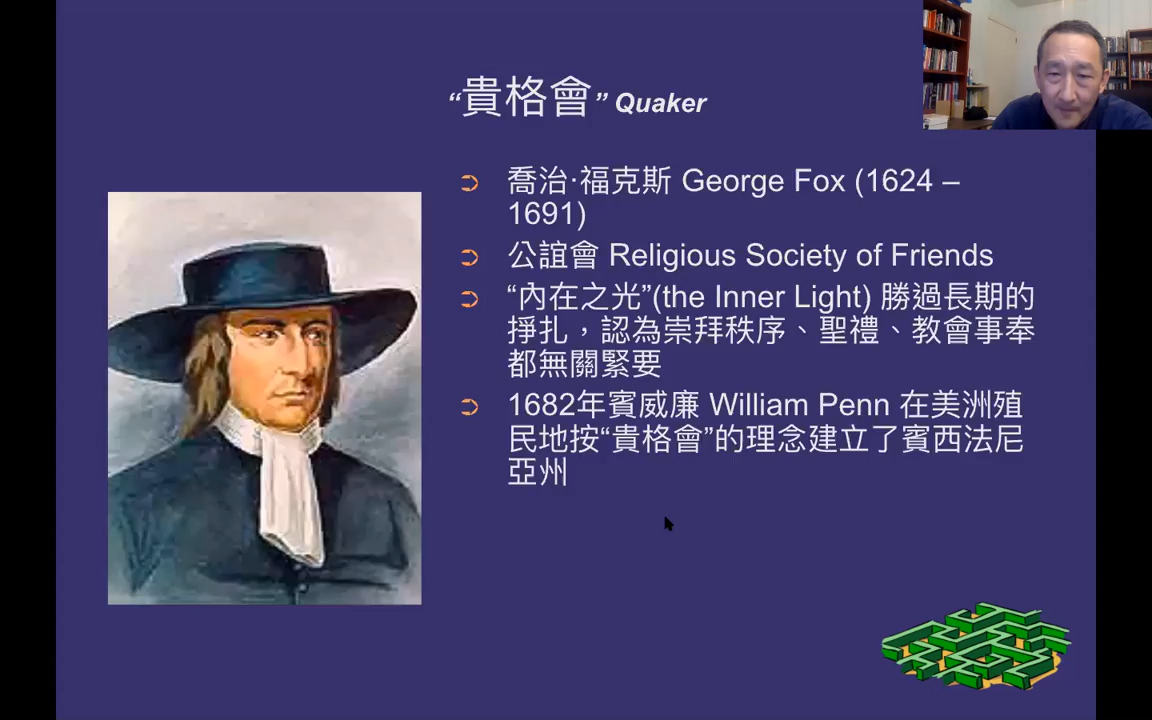 “貴格會” Quaker
喬治·福克斯 George Fox (1624 –
1691)
公誼會 Religious Society of Friends
“內在之光”(the Inner Light) 勝過長期的
掙扎，認為崇拜秩序、聖禮、教會事奉
都無關緊要
1682年賓威廉 William Penn 在美洲殖
民地按“貴格會”的理念建立了賓西法尼
亞州